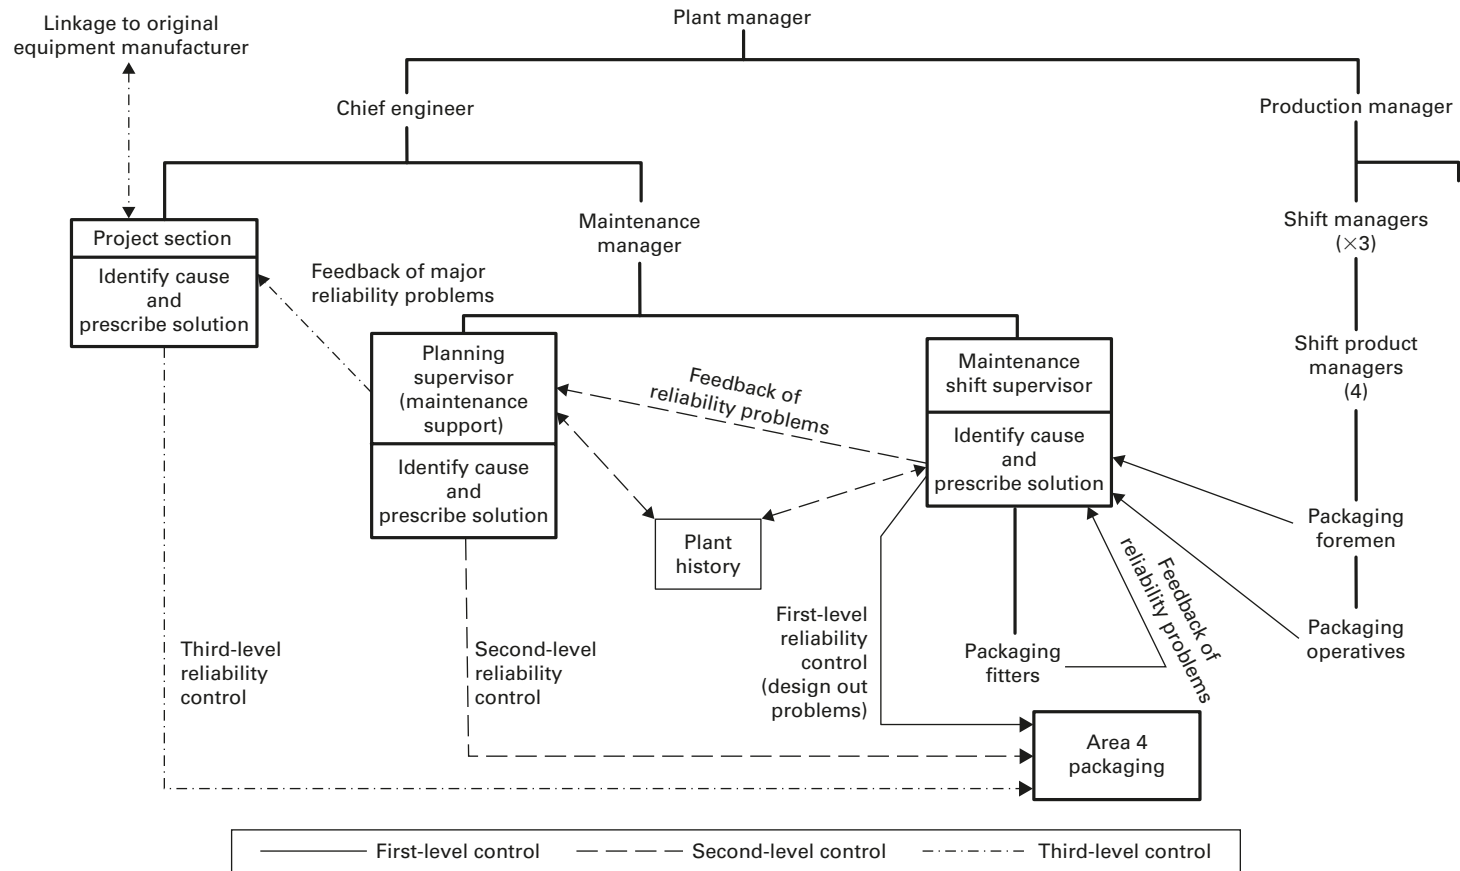 Plant manager
Linkage to original
equipment manufacturer
Chief engineer
Production manager
Project section
Identify cause
and
prescribe solution
Maintenance
manager
Shift managers
(×3)
Feedback of major
reliability problems
Planning
supervisor
(maintenance
support)
Identify cause
and
prescribe solution
Feedback of
reliability problems
Maintenance
shift supervisor
Identify cause
and
prescribe solution
Shift product
managers
(4)
Plant
history
Packaging
foremen
Feedback of
reliability problems
Third-level
reliability
control
Second-level
reliability
control
First-level
reliability
control
(design out
problems)
Packaging
fitters
Packaging
operatives
Area 4
packaging
First-level control
Second-level control
Third-level control